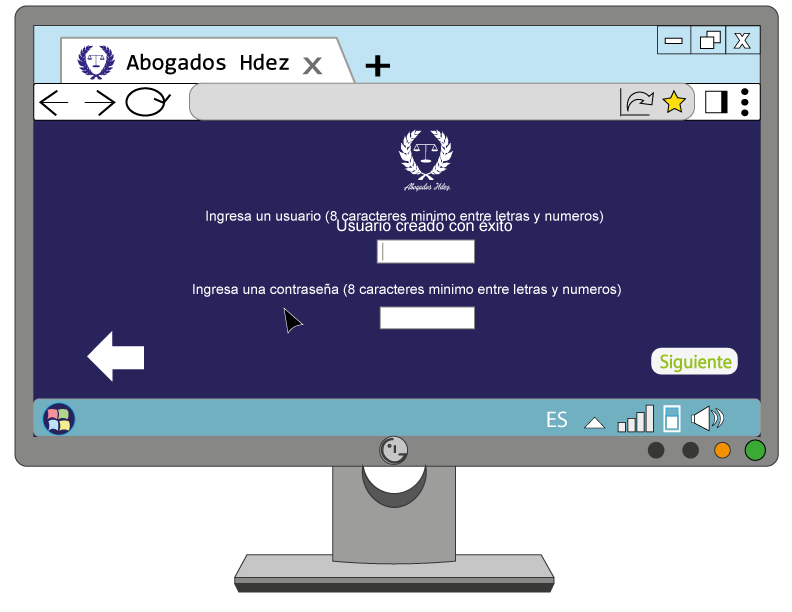 Abogados Hdez X
X
Abogados Hdez.
Ingresa un usuario (8 caracteres minimo entre letras y numeros)
Usuario creado con éxito
Ingresa una contraseña (8 caracteres minimo entre letras y numeros)
Siguiente
ES